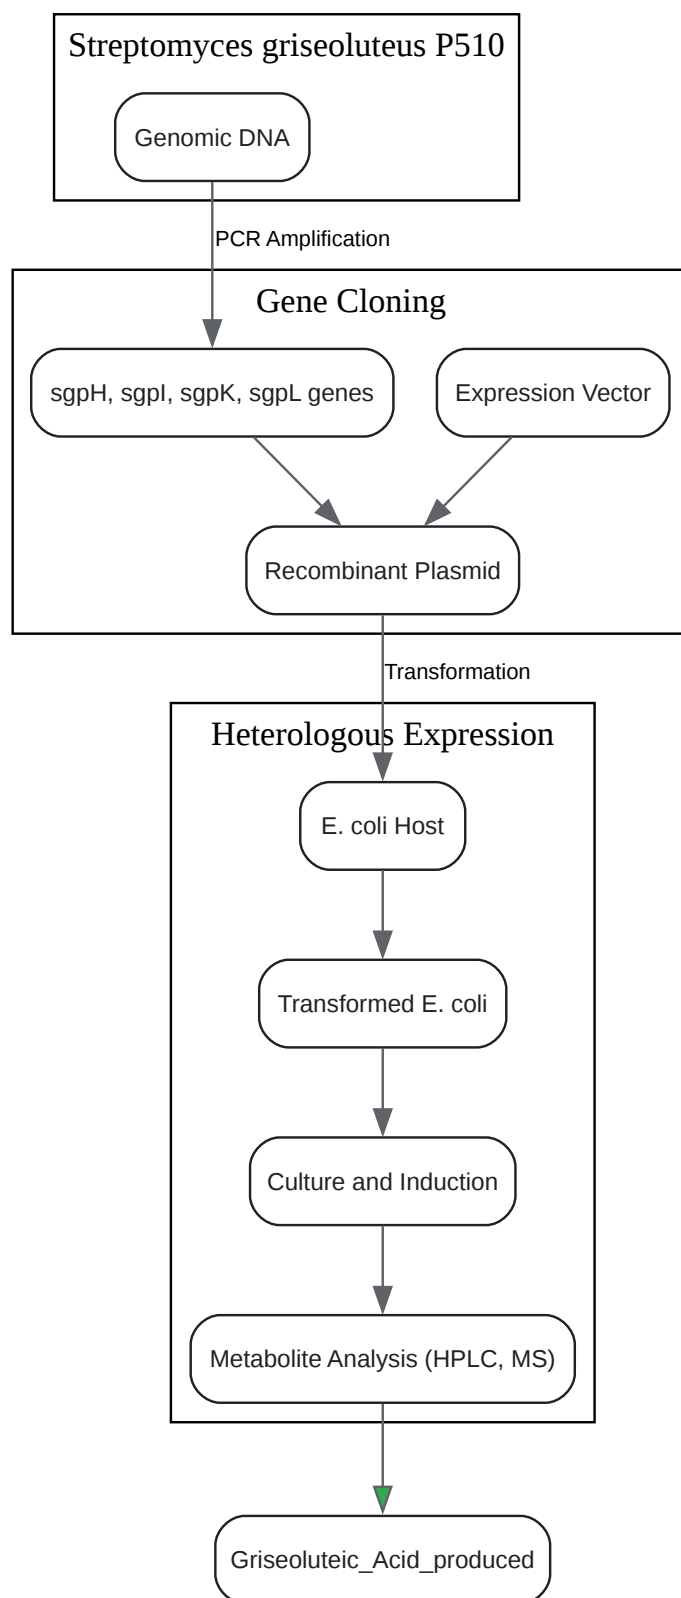 Streptomyces griseoluteus P510
Genomic DNA
PCR Amplification
Gene Cloning
sgpH, sgpI, sgpK, sgpL genes
Expression Vector
Recombinant Plasmid
Transformation
Heterologous Expression
E. coli Host
Transformed E. coli
Culture and Induction
Metabolite Analysis (HPLC, MS)
Griseoluteic_Acid_produced